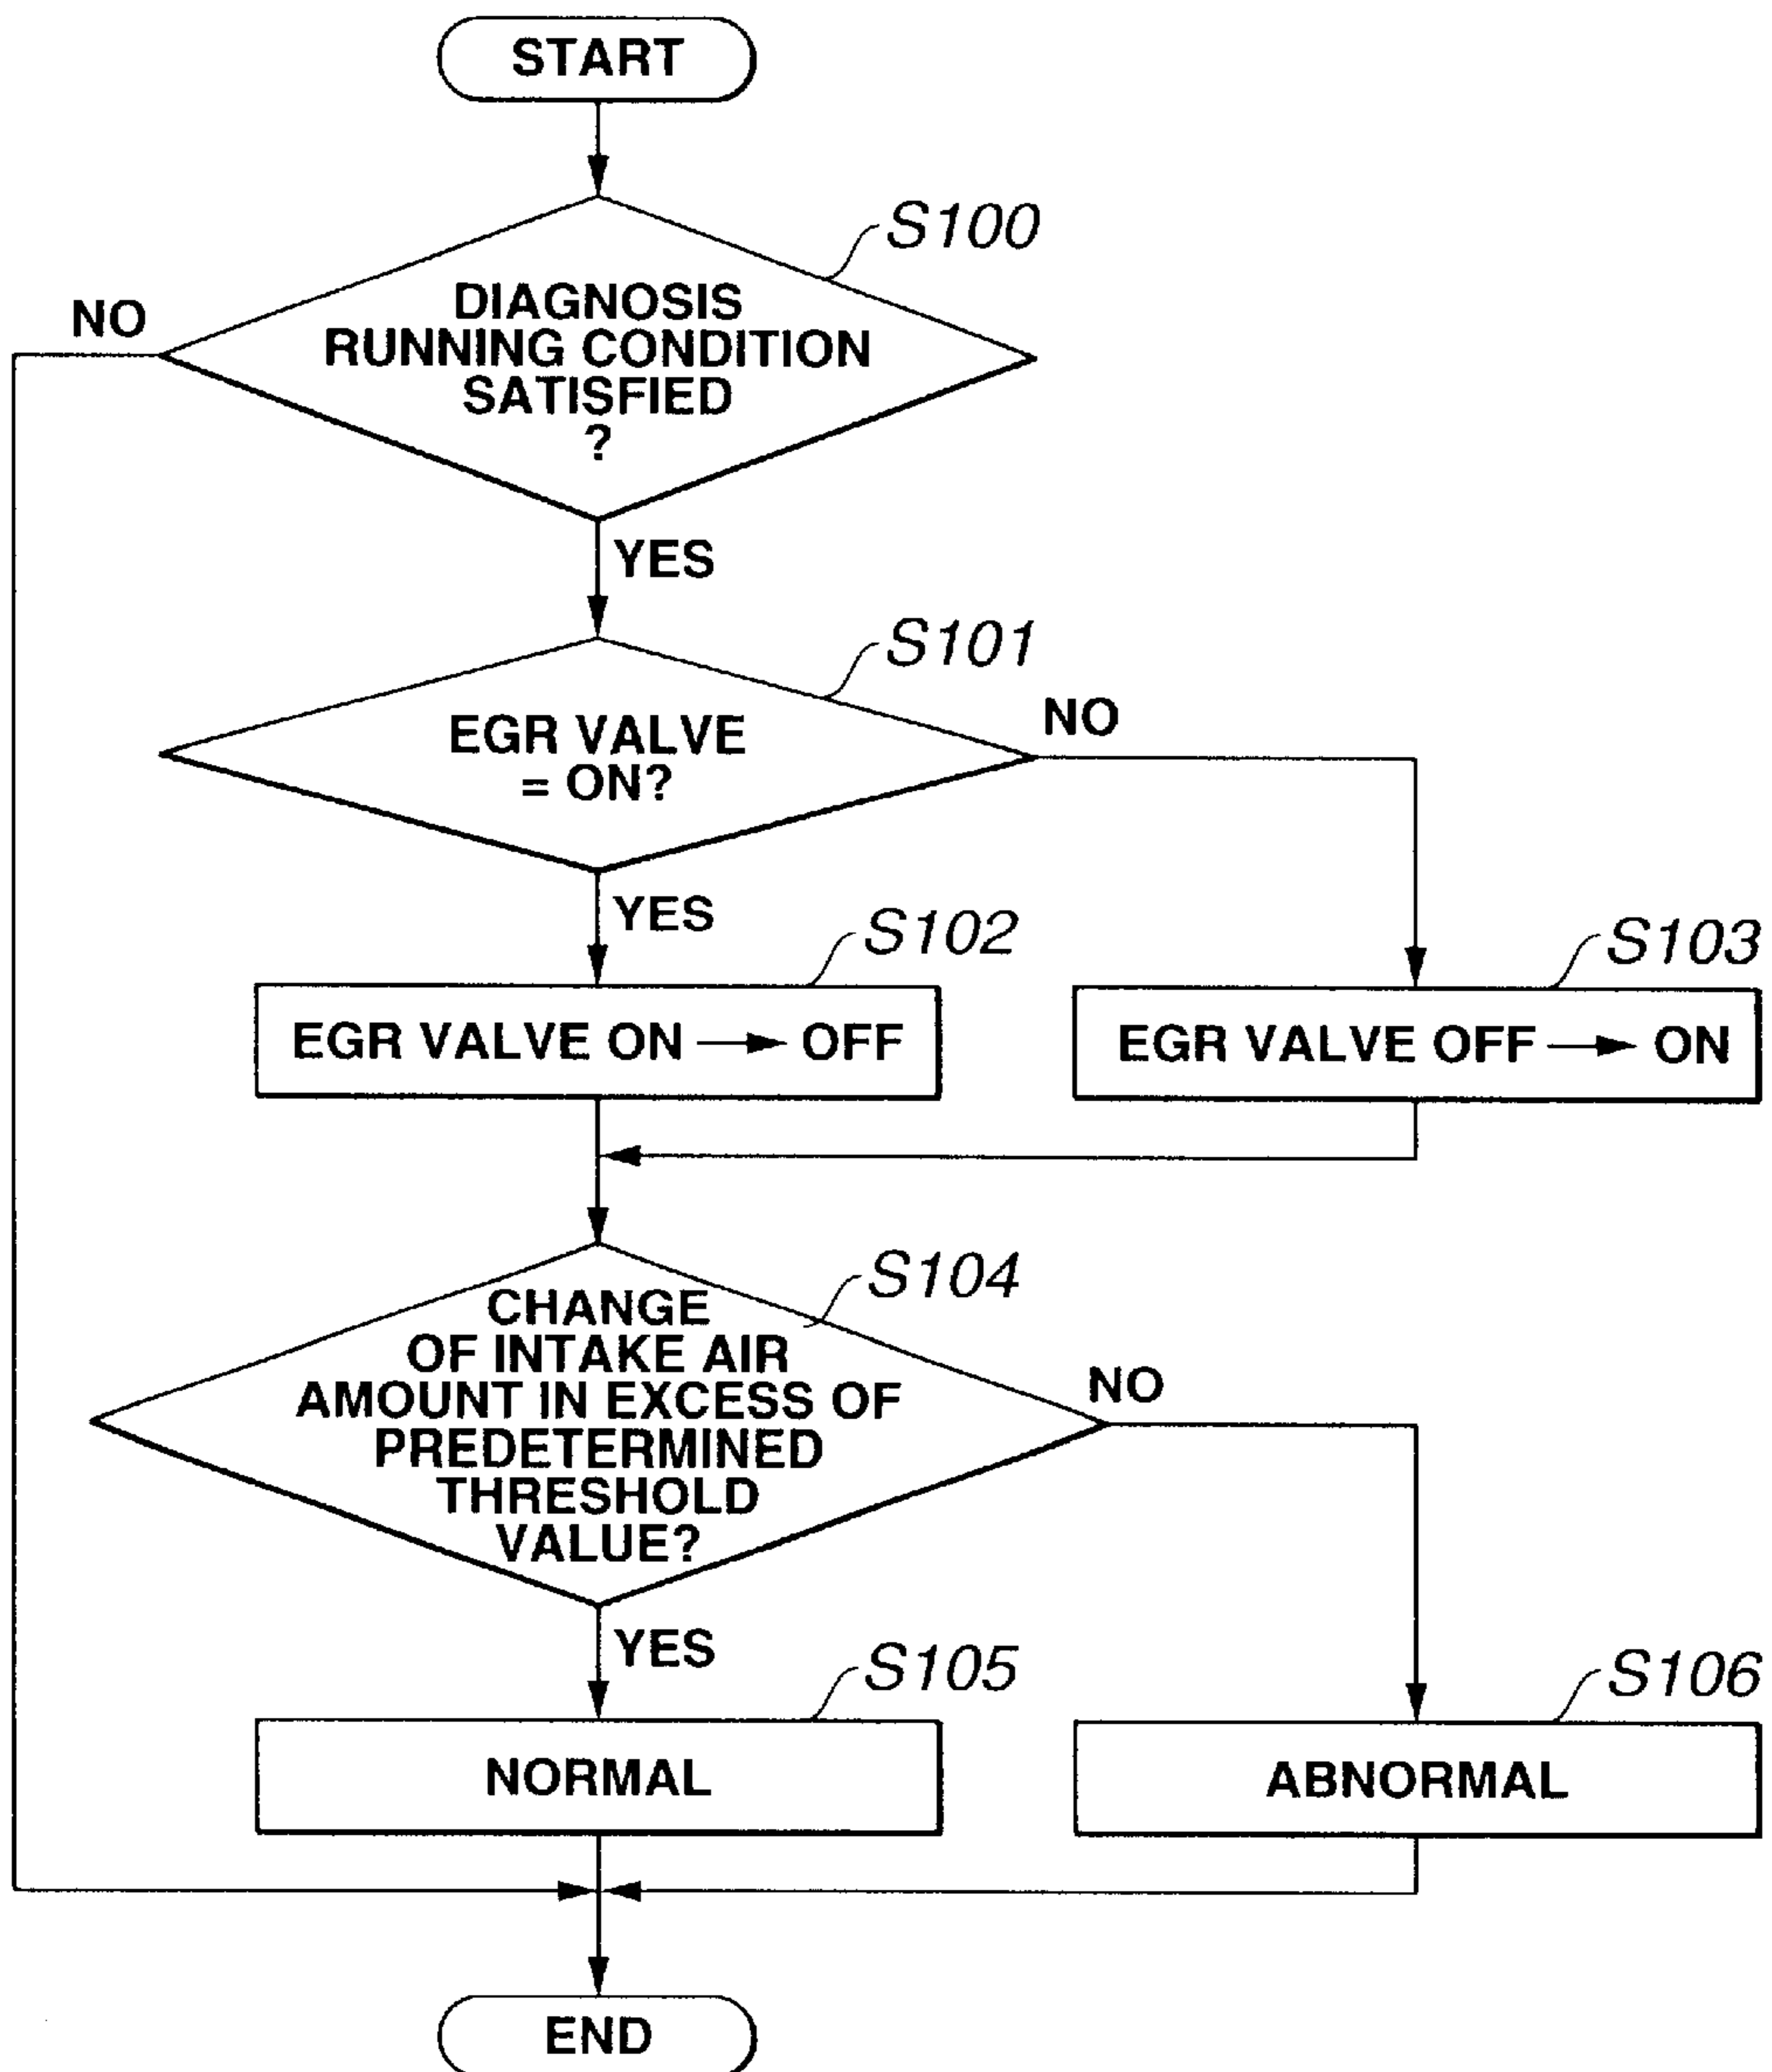 START
S100
DIAGNOSIS
RUNNING CONDITION
SATISFIED
?
NO
YES
S101
EGR VALVE
= ON?
NO
YES
S102
EGR VALVE ON → OFF
S103
EGR VALVE OFF → ON
S104
CHANGE
OF INTAKE AIR
AMOUNT IN EXCESS OF
PREDETERMINED
THRESHOLD
VALUE?
NO
YES
S105
NORMAL
S106
ABNORMAL
END